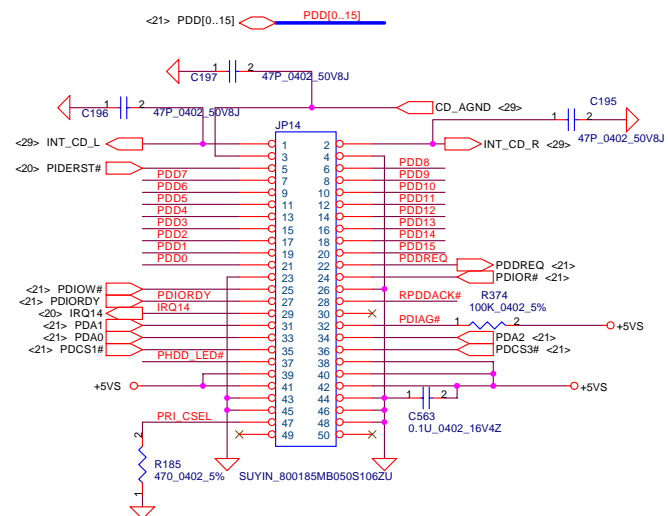 <21> PDD[0..15] PDD[0..15]
C197 1 2 47P_0402_50V8J
C196 1 2 47P_0402_50V8J
CD_AGND <29>
C195 1 2 47P_0402_50V8J
JP14
<29> INT_CD_L 1 2 INT_CD_R <29>
3 4
<20> PIDERST# 5 6 PDD8
PDD7 7 8 PDD9
PDD6 9 10 PDD10
PDD5 11 12 PDD11
PDD4 13 14 PDD12
PDD3 15 16 PDD13
PDD2 17 18 PDD14
PDD1 19 20 PDD15
PDD0 21 22 PDDREQ PDDREQ <21>
23 24 PDIOR# <21>
<21> PDIOW# 25 26
<21> PDIORDY PDIORDY 27 28 RPDDACK#
<20> IRQ14 IRQ14 29 30
R374
100K_0402_5%
<21> PDA1 31 32 PDIAG# 1 2 +5VS
<21> PDA0 33 34 PDA2 <21>
<21> PDCS1# 35 36 PDCS3# <21>
PHDD_LED# 37 38
39 40
+5VS 41 42 +5VS
43 44 1 2
45 46 C563
PRI_CSEL 47 48 0.1U_0402_16V4Z
49 50
2
R185
470_0402_5%
1
SUYIN_800185MB050S106ZU